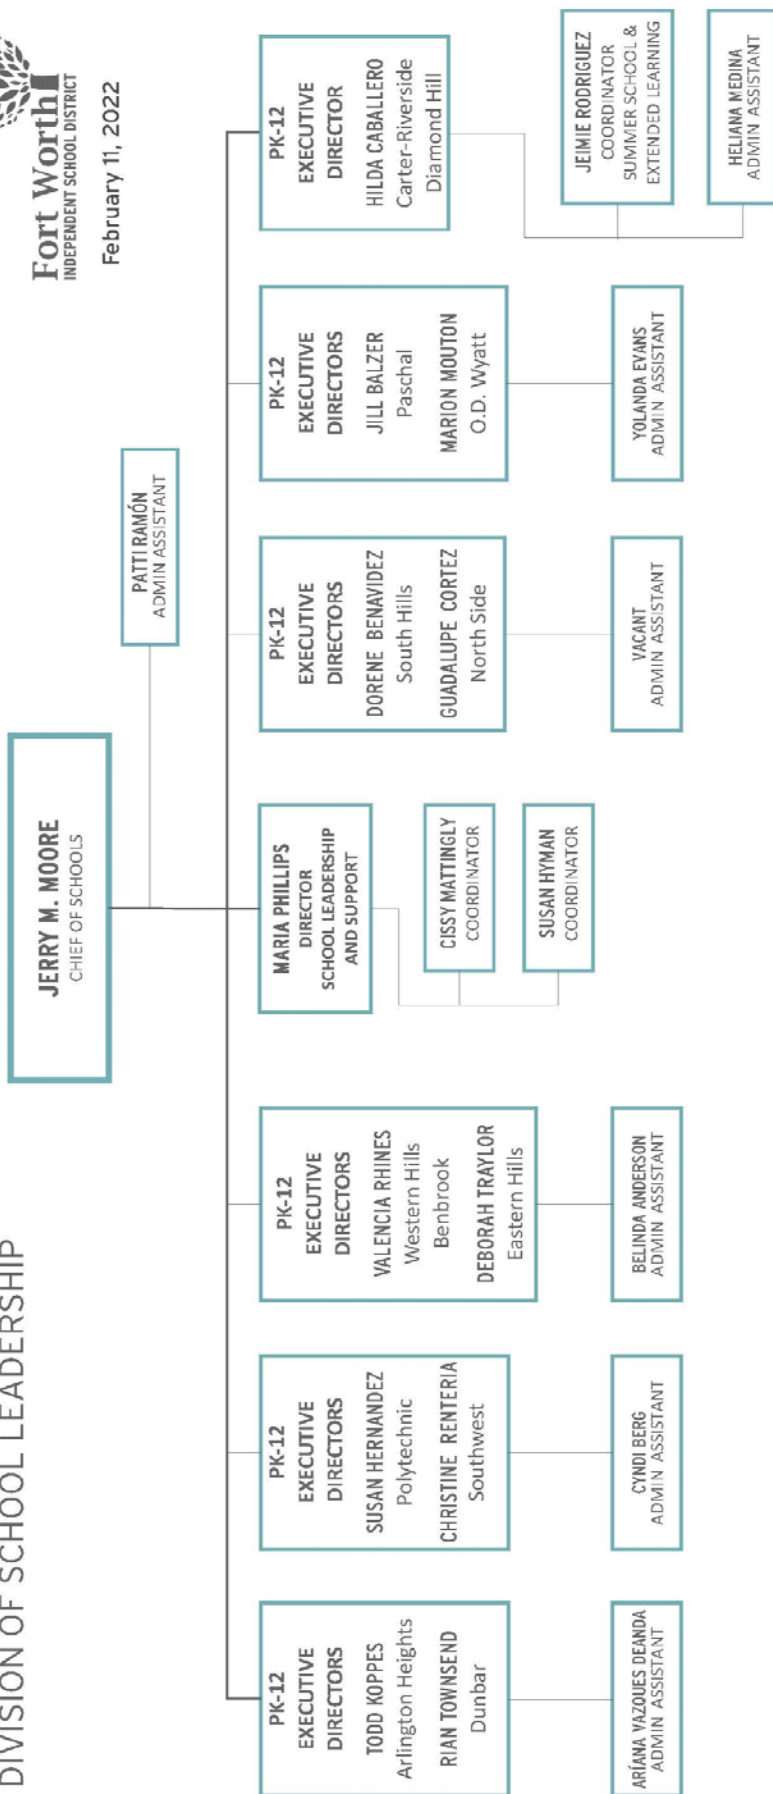 DIVISION OF SCHOOL LEADERSHIP
Fort Worth
INDEPENDENT SCHOOL DISTRICT
February 11, 2022
JERRY M. MOORE
CHIEF OF SCHOOLS
PATTI RAMÓN
ADMIN ASSISTANT
PK-12
EXECUTIVE
DIRECTORS
TODD KOPPES
Arlington Heights
RIAN TOWNSEND
Dunbar
ARÍANA VAZQUES DEANDA
ADMIN ASSISTANT
PK-12
EXECUTIVE
DIRECTORS
SUSAN HERNANDEZ
Polytechnic
CHRISTINE RENTERIA
Southwest
CYNDI BERG
ADMIN ASSISTANT
PK-12
EXECUTIVE
DIRECTORS
VALENCIA RHINES
Western Hills
Benbrook
DEBORAH TRAYLOR
Eastern Hills
BELINDA ANDERSON
ADMIN ASSISTANT
MARIA PHILLIPS
DIRECTOR
SCHOOL LEADERSHIP
AND SUPPORT
CISSY MATTINGLY
COORDINATOR
SUSAN HYMAN
COORDINATOR
PK-12
EXECUTIVE
DIRECTORS
DORENE BENAVIDEZ
South Hills
GUADALUPE CORTEZ
North Side
VACANT
ADMIN ASSISTANT
PK-12
EXECUTIVE
DIRECTORS
JILL BALZER
Paschal
MARION MOUTON
O.D. Wyatt
YOLANDA EVANS
ADMIN ASSISTANT
PK-12
EXECUTIVE
DIRECTOR
HILDA CABALLERO
Carter-Riverside
Diamond Hill
JEIMIE RODRIGUEZ
COORDINATOR
SUMMER SCHOOL &
EXTENDED LEARNING
HELIANA MEDINA
ADMIN ASSISTANT